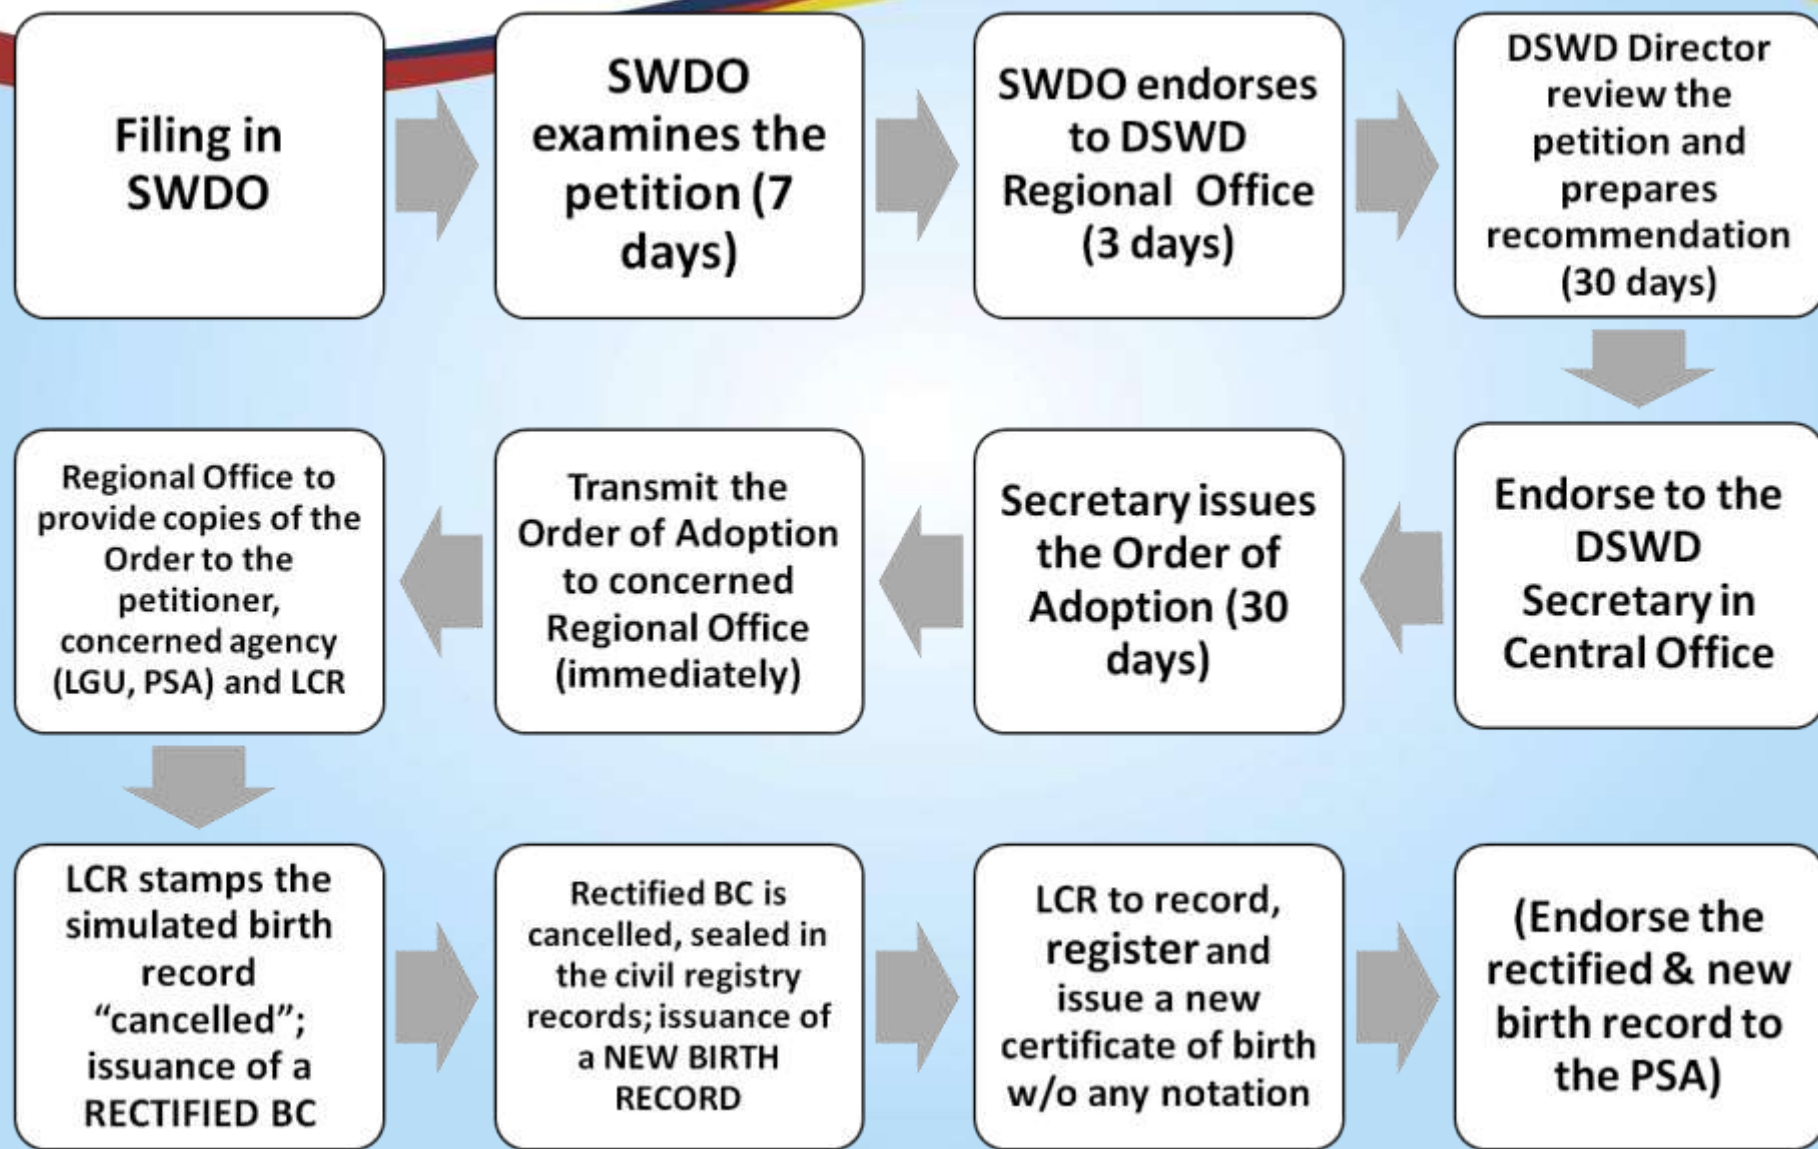 Filing in
SWDO
SWDO
examines the
petition (7
days)
SWDO endorses
to DSWD
Regional Office
(3 days)
DSWD Director
review the
petition and
prepares
recommendation
(30 days)
Endorse to the
DSWD
Secretary in
Central Office
Secretary issues
the Order of
Adoption (30
days)
Transmit the
Order of Adoption
to concerned
Regional Office
(immediately)
Regional Office to
provide copies of the
Order to the
petitioner,
concerned agency
(LGU, PSA) and LCR
LCR stamps the
simulated birth
record
“cancelled”;
issuance of a
RECTIFIED BC
Rectified BC is
cancelled, sealed in
the civil registry
records; issuance of
a NEW BIRTH
RECORD
LCR to record,
register and
issue a new
certificate of birth
w/o any notation
(Endorse the
rectified & new
birth record to
the PSA)